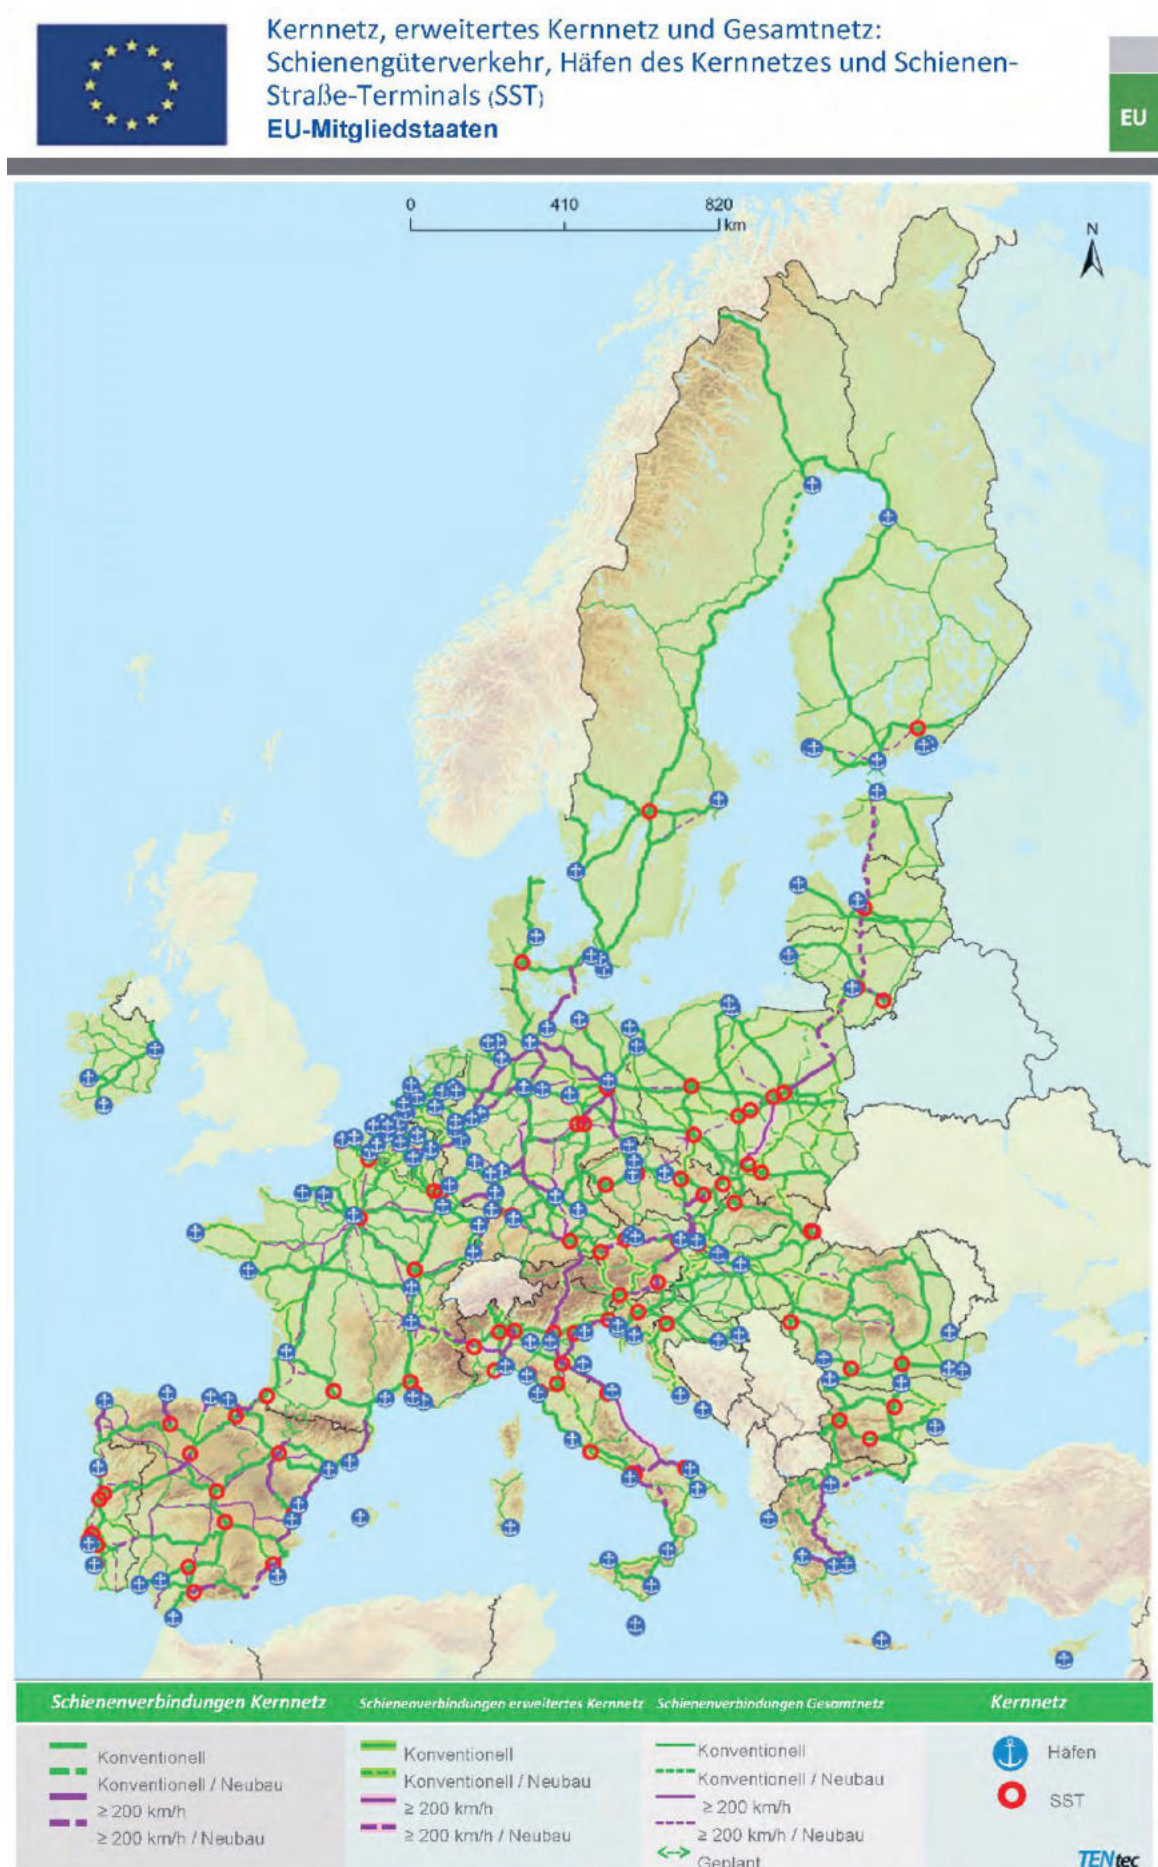 Kernnetz, erweitertes Kernnetz und Gesamtnetz:
Schienengüterverkehr, Häfen des Kernnetzes und Schienen-
Straße-Terminals (SST)
EU-Mitgliedstaaten
EU
0 410 820
km
N
Schienenverbindungen Kernnetz
Konventionell
Konventionell / Neubau
≥ 200 km/h
≥ 200 km/h / Neubau
Schienenverbindungen erweitertes Kernnetz
Konventionell
Konventionell / Neubau
≥ 200 km/h
≥ 200 km/h / Neubau
Schienenverbindungen Gesamtnetz
Konventionell
Konventionell / Neubau
≥ 200 km/h
≥ 200 km/h / Neubau
Geplant
Kernnetz
Häfen
SST
TENtec